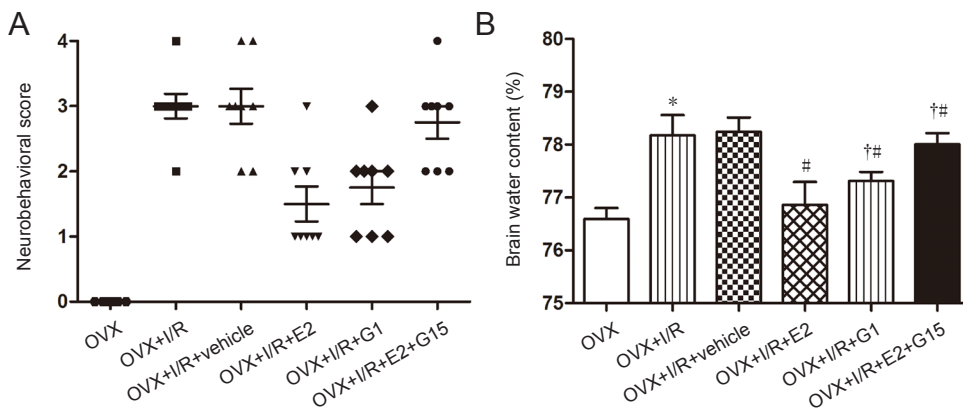 A
Neurobehavioral score
4
3
2
1
0
OVX
OVX+I/R
OVX+I/R+vehicle
OVX+I/R+E2
OVX+I/R+G1
OVX+I/R+E2+G15
B
Brain water content (%)
80
79
78
77
76
75
*
#
†#
†#
OVX
OVX+I/R
OVX+I/R+vehicle
OVX+I/R+E2
OVX+I/R+G1
OVX+I/R+E2+G15